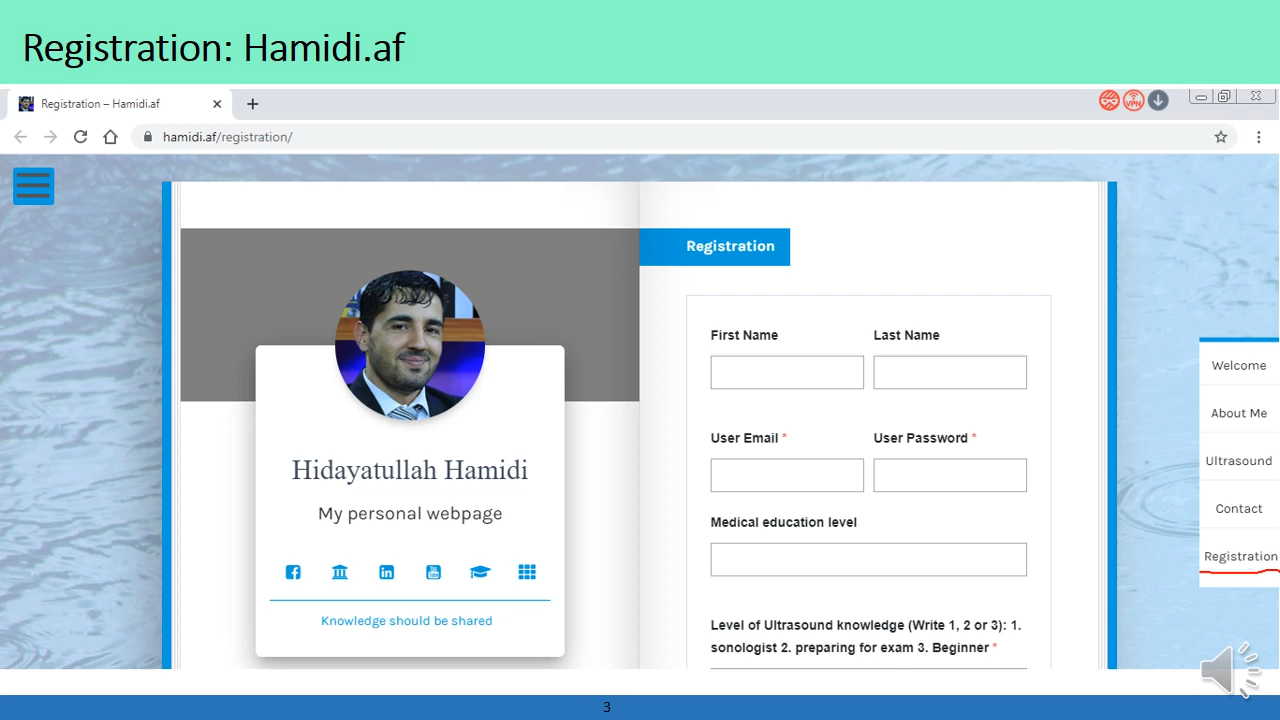 Registration: Hamidi.af
Registration – Hamidi.af
VPN
hamidi.af/registration/
Registration
First Name
Last Name
User Email *
User Password *
Medical education level
Level of Ultrasound knowledge (Write 1, 2 or 3): 1.
sonologist 2. preparing for exam 3. Beginner *
Hidayatullah Hamidi
My personal webpage
Knowledge should be shared
Welcome
About Me
Ultrasound
Contact
Registration
3